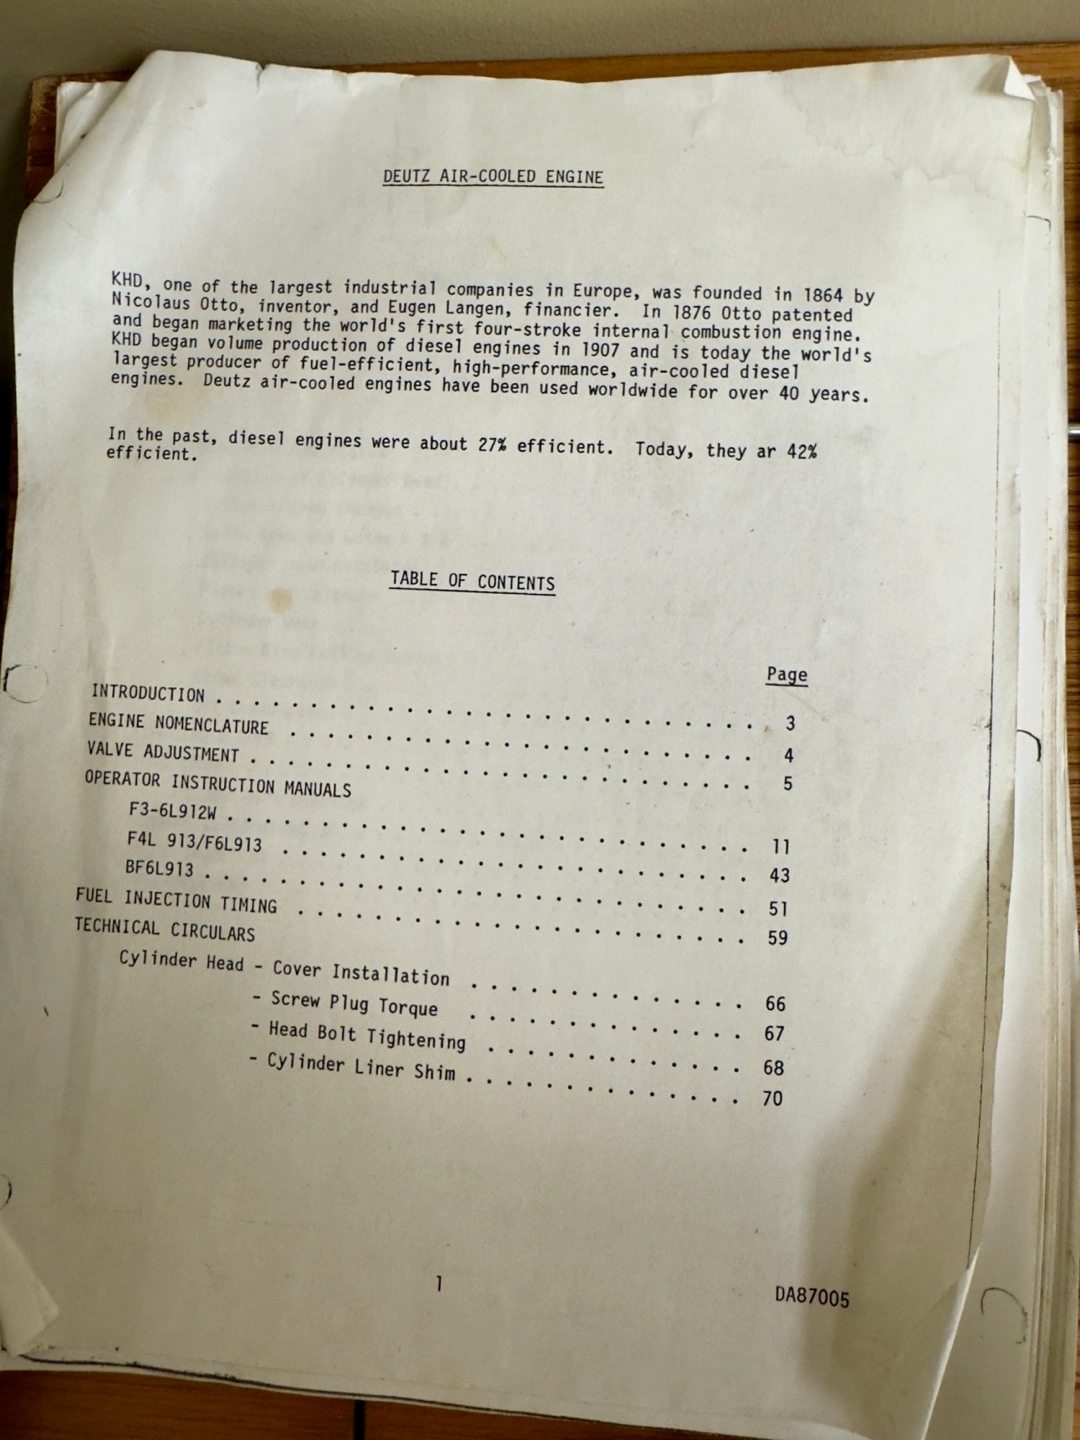 DEUTZ AIR-COOLED ENGINE
KHD, one of the largest industrial companies in Europe, was founded in 1864 by
Nicolaus Otto, inventor, and Eugen Langen, financier. In 1876 Otto patented
and began marketing the world's first four-stroke internal combustion engine.
KHD began volume production of diesel engines in 1907 and is today the world's
largest producer of fuel-efficient, high-performance, air-cooled diesel
engines. Deutz air-cooled engines have been used worldwide for over 40 years.
In the past, diesel engines were about 27% efficient. Today, they ar 42%
efficient.
TABLE OF CONTENTS
Page
INTRODUCTION . . . . . . . . . . . . . . . . . . . . . . . . . . . . . 3
ENGINE NOMENCLATURE . . . . . . . . . . . . . . . . . . . . . . . . . 4
VALVE ADJUSTMENT . . . . . . . . . . . . . . . . . . . . . . . . . . . 5
OPERATOR INSTRUCTION MANUALS
F3-6L912W . . . . . . . . . . . . . . . . . . . . . . . . . . . . 11
F4L 913/F6L913 . . . . . . . . . . . . . . . . . . . . . . . . . 43
BF6L913 . . . . . . . . . . . . . . . . . . . . . . . . . . . . . 51
FUEL INJECTION TIMING . . . . . . . . . . . . . . . . . . . . . . . . 59
TECHNICAL CIRCULARS
Cylinder Head - Cover Installation . . . . . . . . . . . . . . . 66
- Screw Plug Torque . . . . . . . . . . . . . . . 67
- Head Bolt Tightening . . . . . . . . . . . . . . 68
- Cylinder Liner Shim . . . . . . . . . . . . . . . 70
1
DA87005